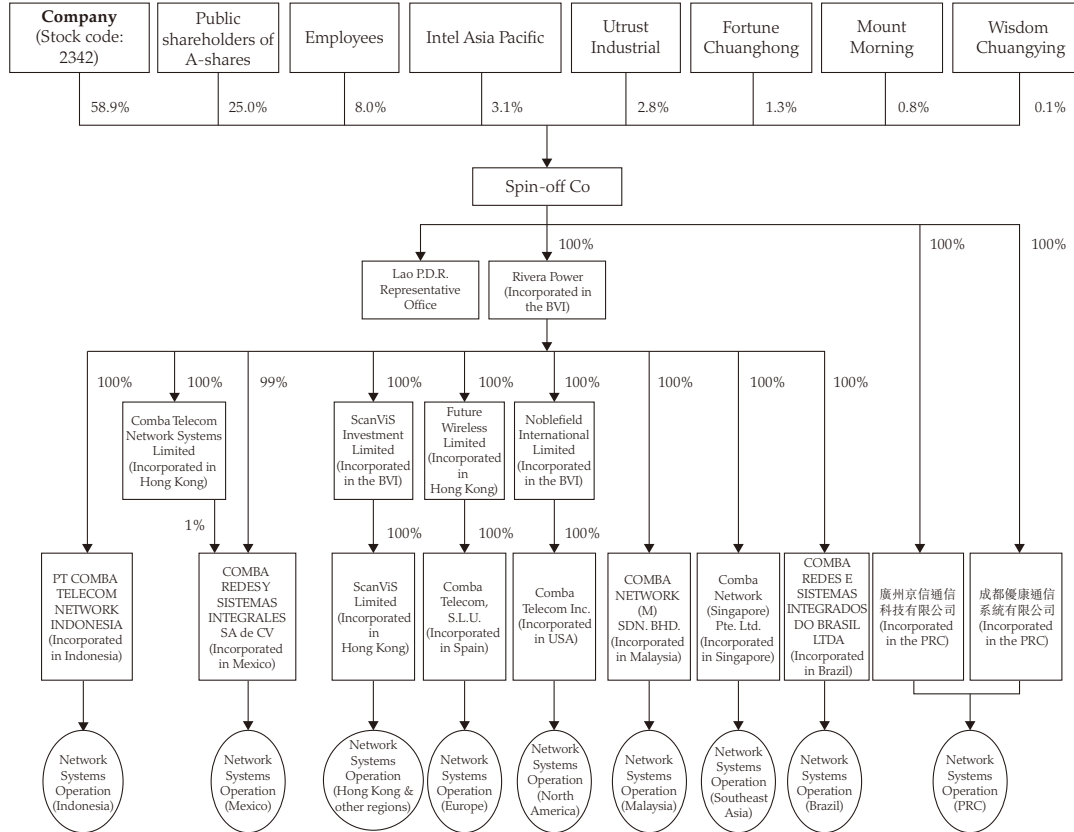 Company
(Stock code:
2342)
Public
shareholders of
A-shares
Employees
Intel Asia Pacific
Utrust
Industrial
Fortune
Chuanghong
Mount
Morning
Wisdom
Chuangying
58.9%
25.0%
8.0%
3.1%
2.8%
1.3%
0.8%
0.1%
Spin-off Co
100%
100%
100%
Lao P.D.R.
Representative
Office
Rivera Power
(Incorporated in
the BVI)
100%
100%
99%
100%
100%
100%
100%
100%
100%
Comba Telecom
Network Systems
Limited
(Incorporated in
Hong Kong)
ScanViS
Investment
Limited
(Incorporated
in the BVI)
Future
Wireless
Limited
(Incorporated
in
Hong Kong)
Noblefield
International
Limited
(Incorporated
in the BVI)
1%
100%
100%
100%
PT COMBA
TELECOM
NETWORK
INDONESIA
(Incorporated
in Indonesia)
COMBA
REDES Y
SISTEMAS
INTEGRALES
SA de CV
(Incorporated
in Mexico)
ScanViS
Limited
(Incorporated
in
Hong Kong)
Comba
Telecom,
S.L.U.
(Incorporated
in Spain)
Comba
Telecom Inc.
(Incorporated
in USA)
COMBA
NETWORK
(M)
SDN. BHD.
(Incorporated
in Malaysia)
Comba
Network
(Singapore)
Pte. Ltd.
(Incorporated
in Singapore)
COMBA
REDES E
SISTEMAS
INTEGRADOS
DO BRASIL
LTDA
(Incorporated
in Brazil)
廣州京信通信
科技有限公司
(Incorporated
in the PRC)
成都優康通信
系統有限公司
(Incorporated
in the PRC)
Network
Systems
Operation
(Indonesia)
Network
Systems
Operation
(Mexico)
Network
Systems
Operation
(Hong Kong &
other regions)
Network
Systems
Operation
(Europe)
Network
Systems
Operation
(North
America)
Network
Systems
Operation
(Malaysia)
Network
Systems
Operation
(Southeast
Asia)
Network
Systems
Operation
(Brazil)
Network
Systems
Operation
(PRC)